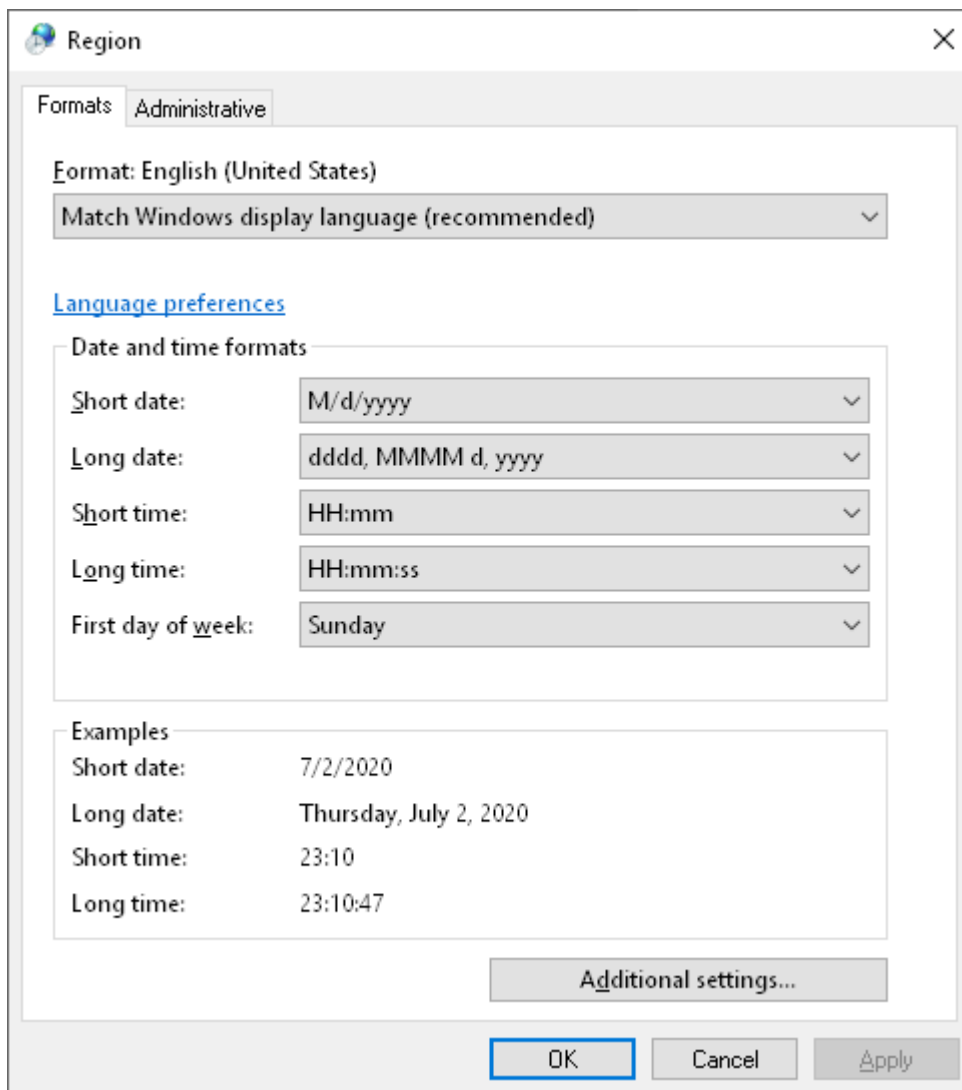 Region
Formats Administrative
Format: English (United States)
Match Windows display language (recommended)
Language preferences
Date and time formats
Short date: M/d/yyyy
Long date: dddd, MMMM d, yyyy
Short time: HH:mm
Long time: HH:mm:ss
First day of week: Sunday
Examples
Short date: 7/2/2020
Long date: Thursday, July 2, 2020
Short time: 23:10
Long time: 23:10:47
Additional settings...
OK Cancel Apply